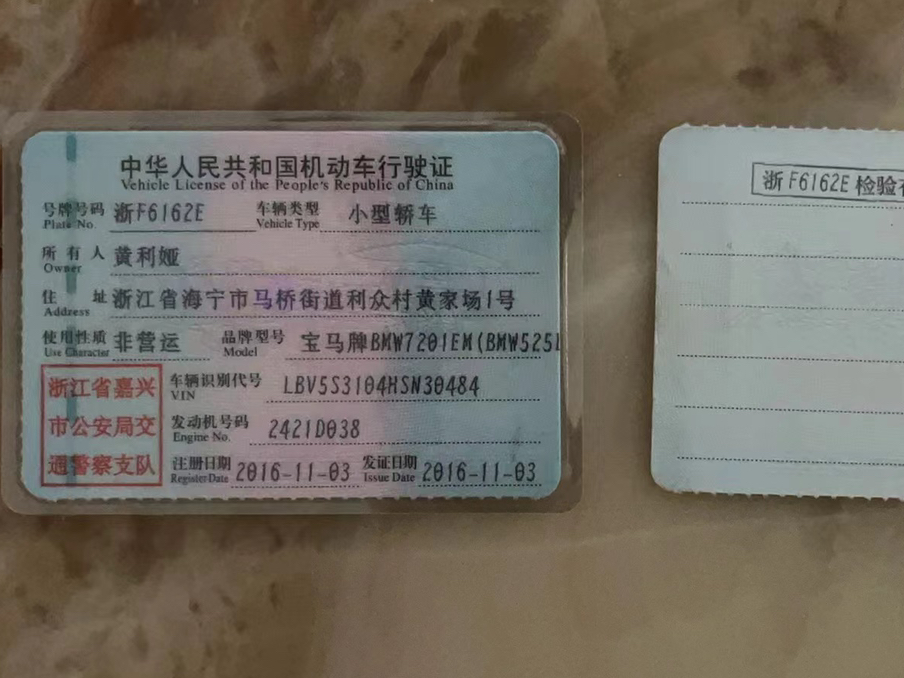 中华人民共和国机动车行驶证
Vehicle License of the People's Republic of China
号牌号码 浙F6162E 车辆类型 小型轿车
Plate No. Vehicle Type
所有人 黄利娅
Owner
住址 浙江省海宁市马桥街道利众村黄家场1号
Address
使用性质 非营运 品牌型号 宝马牌BMW7201EM(BMW525L
Use Character Model
浙江省嘉兴
市公安局交
通警察支队
车辆识别代号 LBV5S3104HSN30484
VIN
发动机号码 2421D038
Engine No.
注册日期 2016-11-03 发证日期 2016-11-03
Register Date Issue Date
浙F6162E 检验